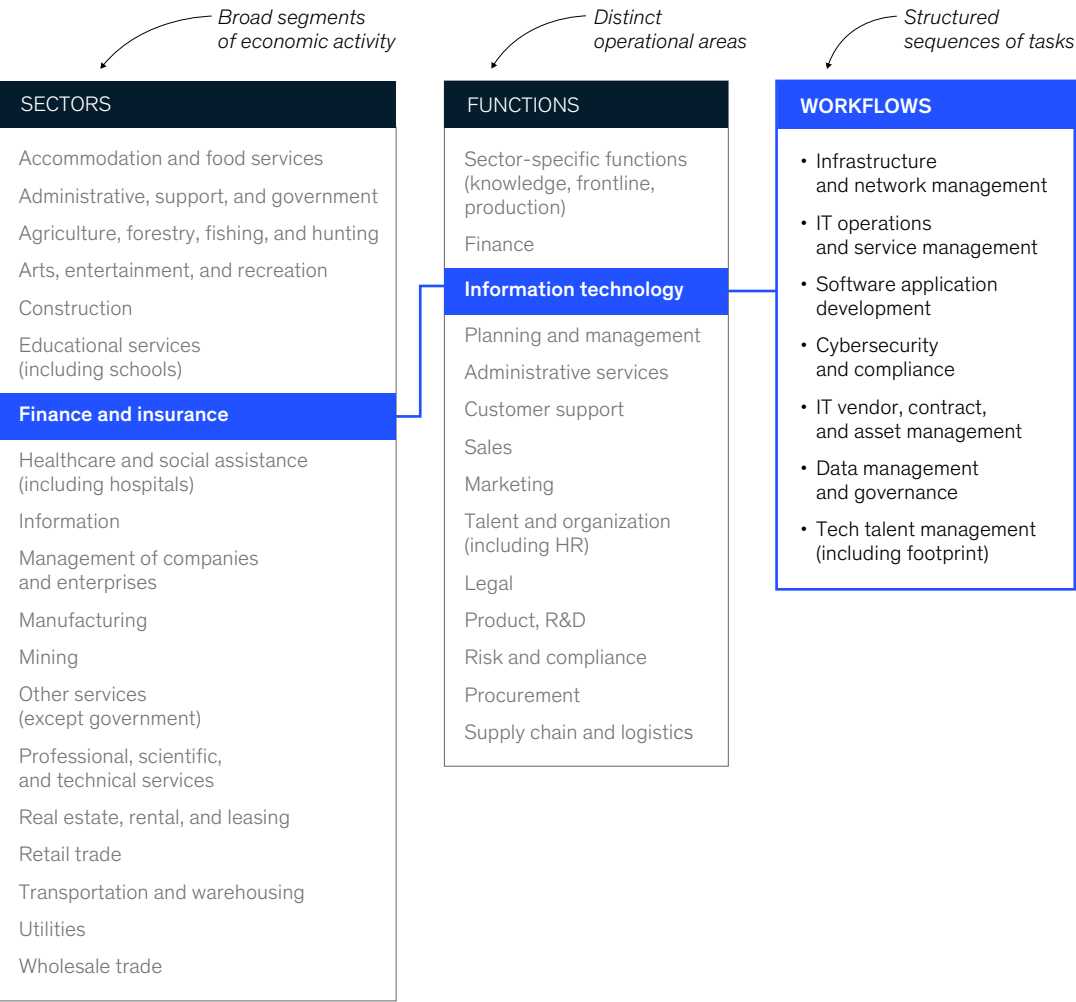 Broad segments
of economic activity
Distinct
operational areas
Structured
sequences of tasks
SECTORS
Accommodation and food services
Administrative, support, and government
Agriculture, forestry, fishing, and hunting
Arts, entertainment, and recreation
Construction
Educational services
(including schools)
Finance and insurance
Healthcare and social assistance
(including hospitals)
Information
Management of companies
and enterprises
Manufacturing
Mining
Other services
(except government)
Professional, scientific,
and technical services
Real estate, rental, and leasing
Retail trade
Transportation and warehousing
Utilities
Wholesale trade
FUNCTIONS
Sector-specific functions
(knowledge, frontline,
production)
Finance
Information technology
Planning and management
Administrative services
Customer support
Sales
Marketing
Talent and organization
(including HR)
Legal
Product, R&D
Risk and compliance
Procurement
Supply chain and logistics
WORKFLOWS
• Infrastructure
and network management
• IT operations
and service management
• Software application
development
• Cybersecurity
and compliance
• IT vendor, contract,
and asset management
• Data management
and governance
• Tech talent management
(including footprint)